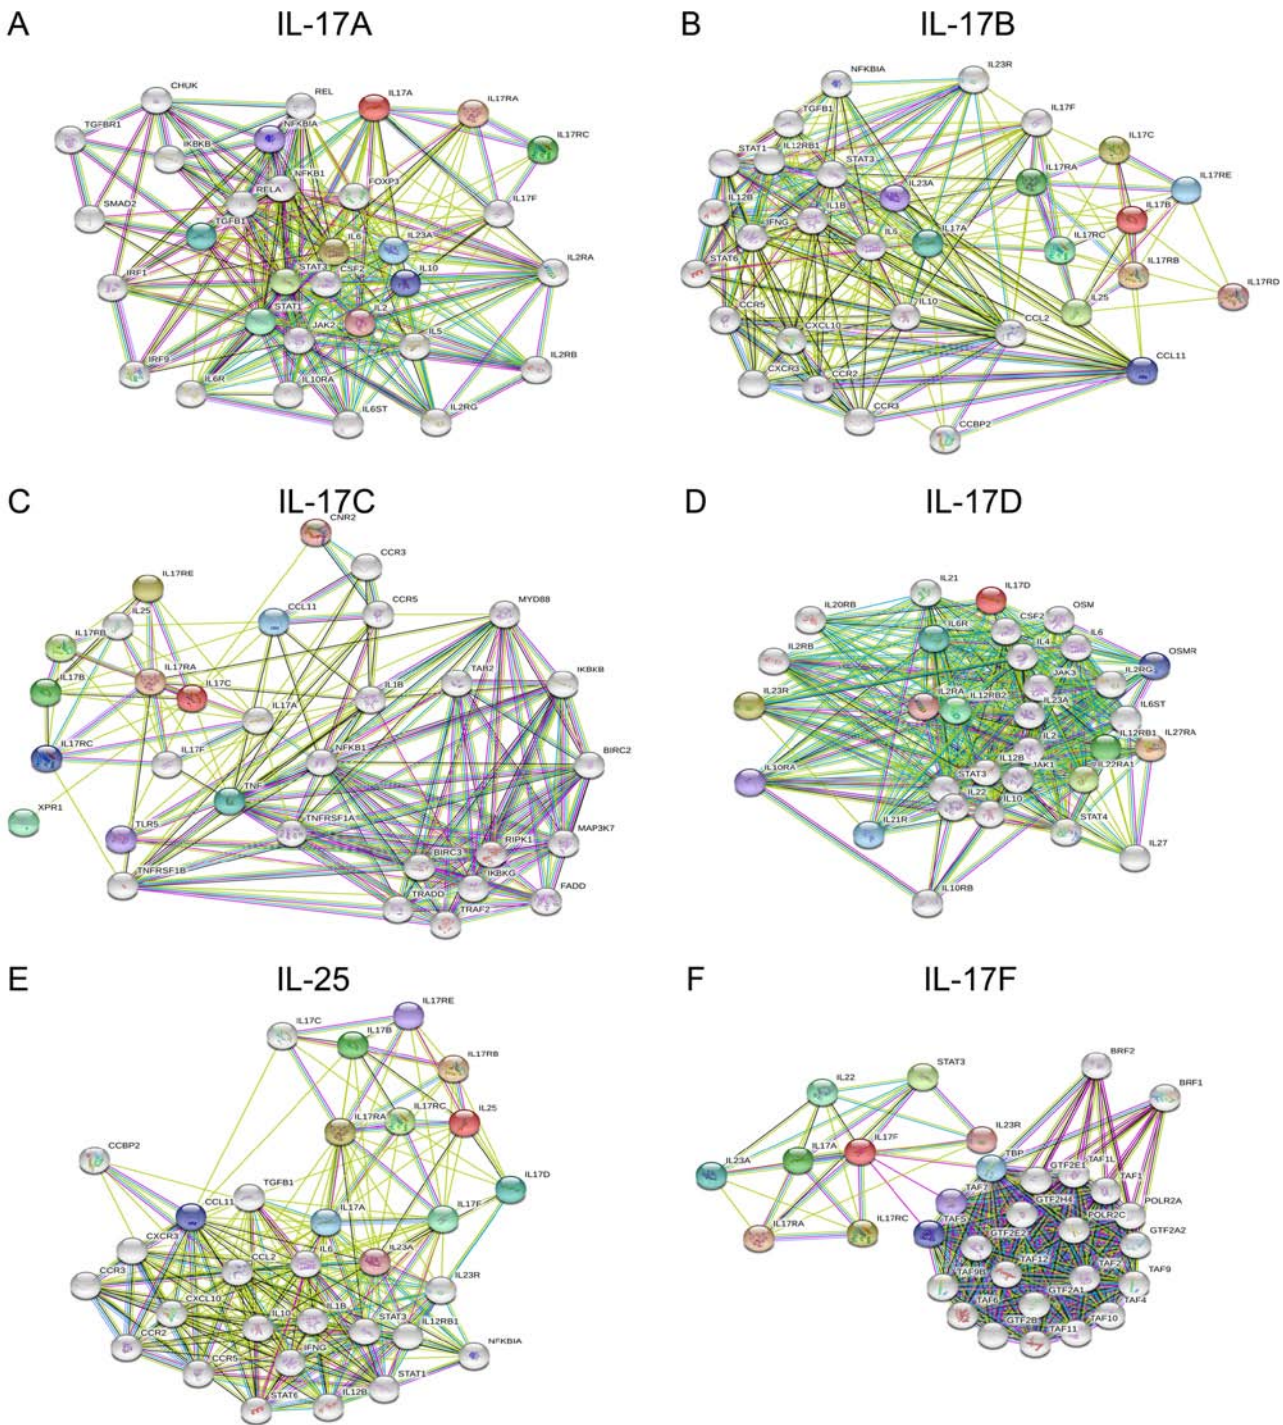 A IL-17A
CHUK
REL
IL17A
IL17RA
TGFBR1
NFKBIA
IL17RC
IKBKB
NFKB1
FOXP3
RELA
SMAD2
IL17F
TGFB1
IL6
IL23A
IL2RA
IRF1
STAT3
CSF2
IL10
STAT1
IL2
JAK2
IL5
IRF9
IL2RB
IL6R
IL10RA
IL6ST
IL2RG
B IL-17B
NFKBIA
IL23R
TGFB1
IL17F
IL17C
STAT1
IL12RB1
STAT3
IL17RA
IL17RE
IL23A
IL12B
IL1B
IL17B
IFNG
IL17A
IL17RC
STAT6
IL17RB
IL17RD
CCR5
IL10
IL25
CXCL10
CCL2
CCL11
CXCR3
CCR2
CCR3
CCBP2
C IL-17C
CNR2
CCR3
IL17RE
CCL11
CCR5
MYD88
IL25
IL17RB
IL17RA
TAB2
IKBKB
IL17B
IL17C
IL1B
IL17A
IL17RC
IL17F
NFKB1
BIRC2
TNF
XPR1
TLR5
TNFRSF1A
MAP3K7
RIPK1
BIRC3
TNFRSF1B
IKBKG
FADD
TRADD
TRAF2
D IL-17D
IL21
IL17D
IL20RB
CSF2
OSM
IL6R
IL4
IL6
IL2RB
OSMR
JAK3
IL2RG
IL23R
IL2RA
IL12RB2
IL23A
IL6ST
IL2
IL12RB1
IL27RA
IL10RA
IL12B
STAT3
JAK1
IL22RA1
IL22
IL10
IL21R
STAT4
IL27
IL10RB
E IL-25
IL17RE
IL17C
IL17B
IL17RB
IL17RA
IL17RC
IL25
CCBP2
IL17D
TGFB1
CCL11
IL17A
IL17F
CXCR3
IL6
CCL2
IL23A
CCR3
IL23R
CXCL10
IL10
IL1B
STAT3
IL12RB1
CCR2
IFNG
NFKBIA
CCR5
STAT1
STAT6
IL12B
F IL-17F
BRF2
STAT3
IL22
BRF1
IL17A
IL17F
IL23R
IL23A
TBP
GTF2E1
TAF1L
TAF7
TAF1
GTF2H4
POLR2A
IL17RA
IL17RC
TAF5
POLR2C
GTF2A2
GTF2E2
TAF12
TAF2
TAF9B
TAF9
TAF6
GTF2A1
TAF4
GTF2B
TAF11
TAF10